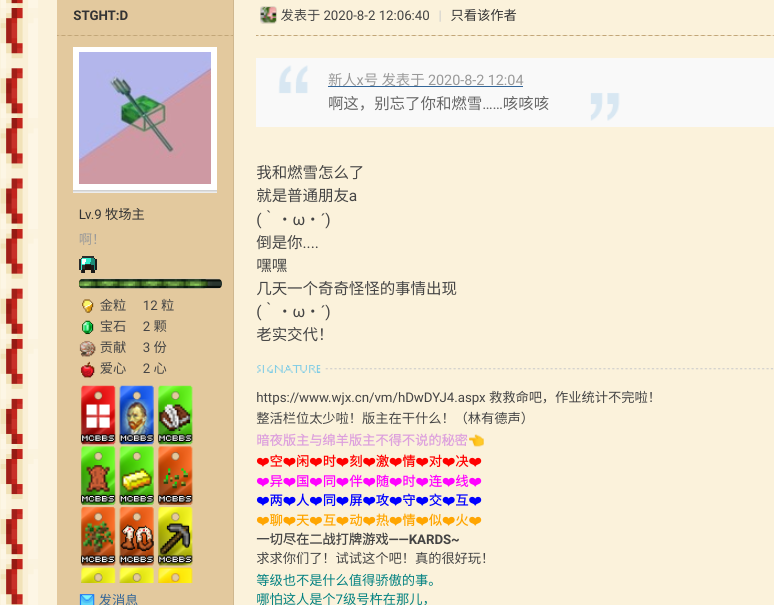 STGHT:D
发表于 2020-8-2 12:06:40 | 只看该作者
新人x号 发表于 2020-8-2 12:04
啊这，别忘了你和燃雪......咳咳咳
我和燃雪怎么了
就是普通朋友a
(｀・ω・´)
倒是你....
嘿嘿
几天一个奇奇怪怪的事情出现
(｀・ω・´)
老实交代！
Lv.9 牧场主
啊！
金粒 12 粒
宝石 2 颗
贡献 3 份
爱心 2 心
MCBBS MCBBS MCBBS
MCBBS MCBBS MCBBS
MCBBS MCBBS MCBBS
发消息
SIGNATURE
https://www.wjx.cn/vm/hDwDYJ4.aspx 救救命吧，作业统计不完啦！
整活栏位太少啦！版主在干什么！（林有德声）
暗夜版主与绵羊版主不得不说的秘密👈
❤空❤闲❤时❤刻❤激❤情❤对❤决❤
❤异❤国❤同❤伴❤随❤时❤连❤线❤
❤两❤人❤同❤屏❤攻❤守❤交❤互❤
❤聊❤天❤互❤动❤热❤情❤似❤火❤
一切尽在二战打牌游戏——KARDS~
求求你们了！试试这个吧！真的很好玩！
等级也不是什么值得骄傲的事。
哪怕这人是个7级号杵在那儿，